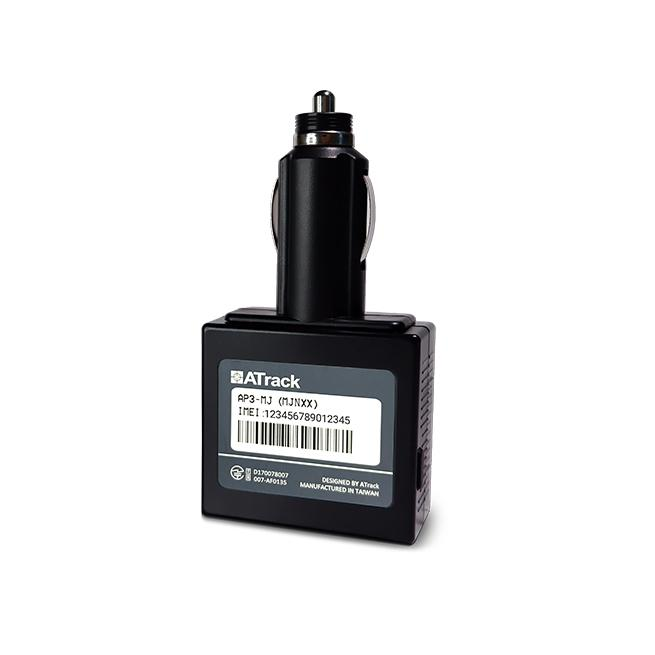 ATrack
AP3-MJ (MJNXX)
IMEI:123456789012345
D170078007
007-AF0135
DESIGNED BY ATrack
MANUFACTURED IN TAIWAN